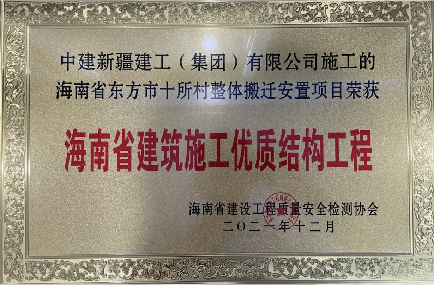 中建新疆建工（集团）有限公司施工的
海南省东方市十所村整体搬迁安置项目荣获
海南省建筑施工优质结构工程
海南省建设工程质量安全检测协会
二〇二一年十二月